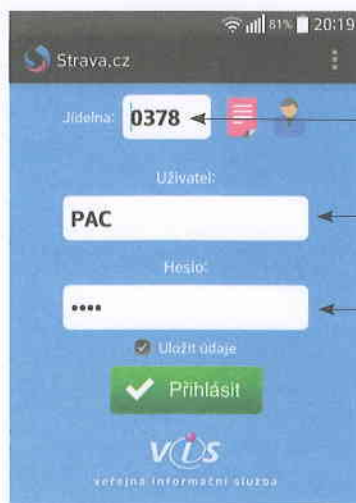 81% 20:19
Strava.cz
Jídelna: 0378
Uživatel:
PAC
Heslo:
••••
Uložit údaje
Přihlásit
VIS
veřejná informační služba